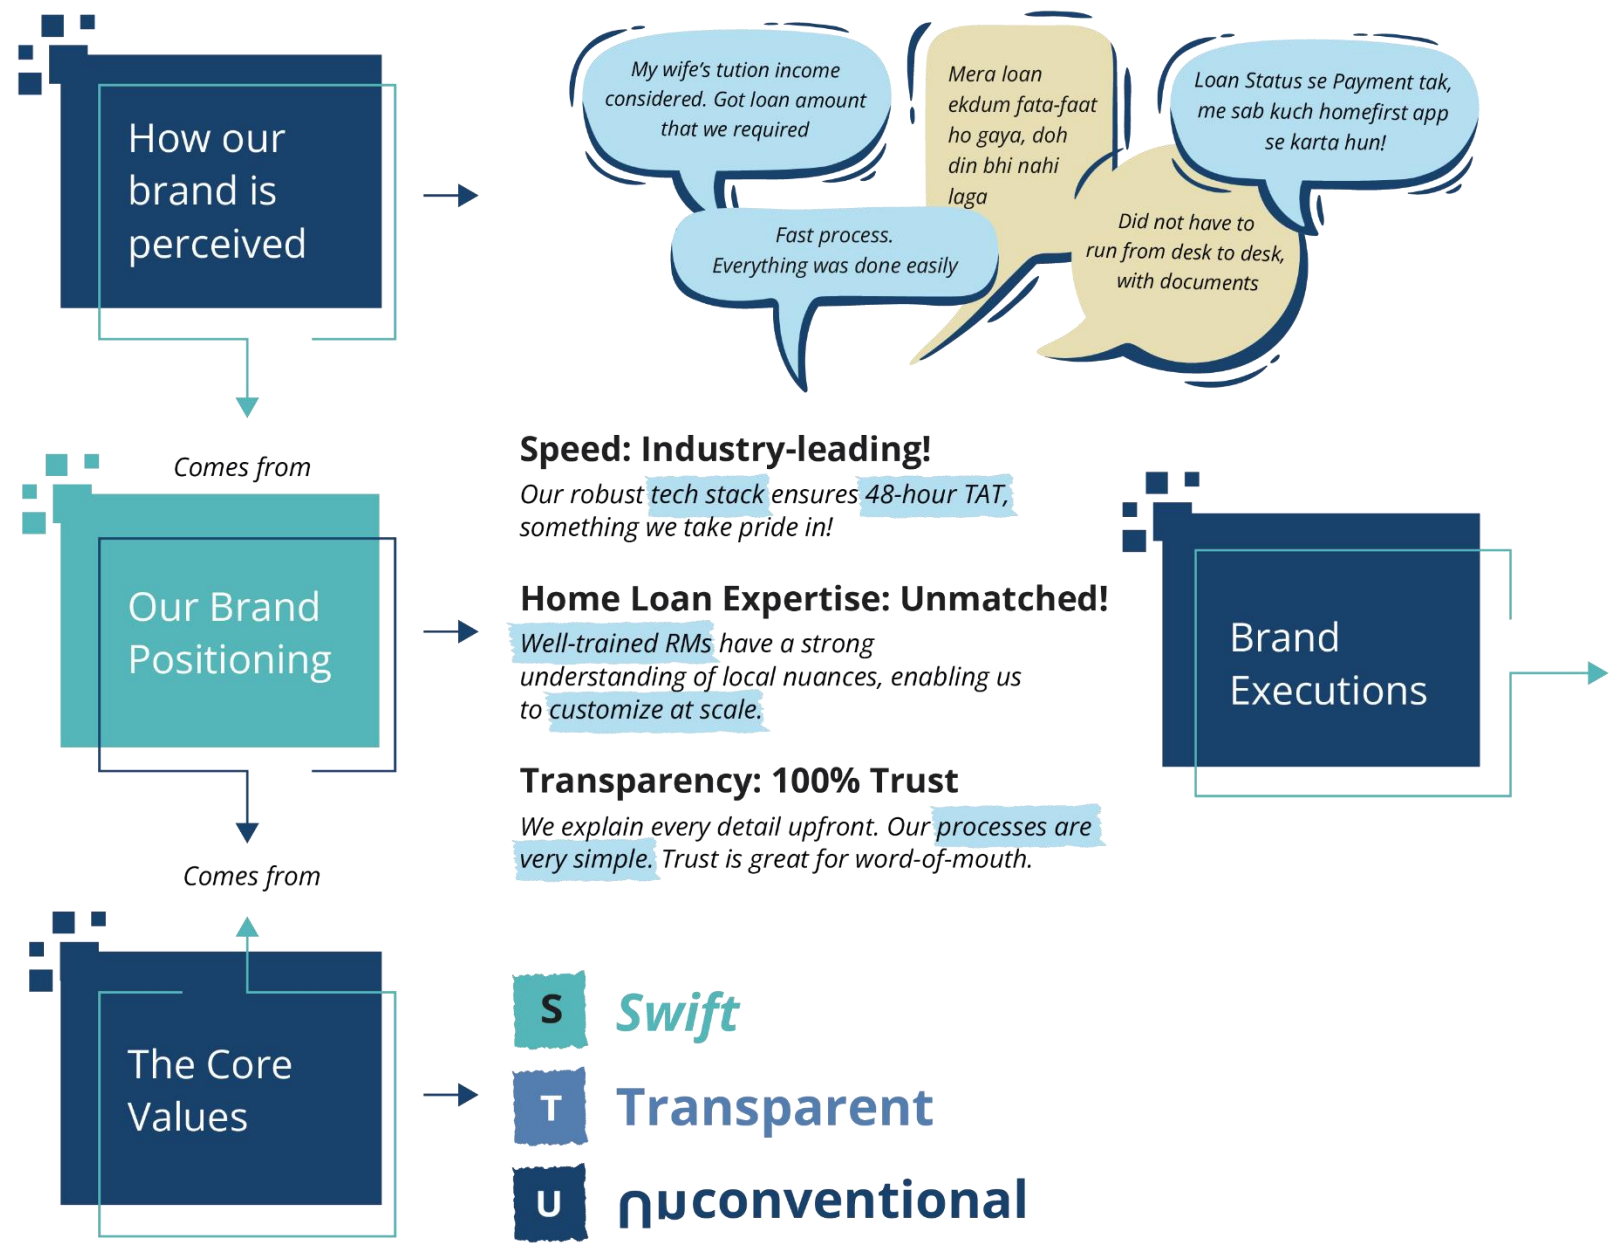 How our
brand is
perceived
My wife's tution income
considered. Got loan amount
that we required
Mera loan
ekdum fata-faat
ho gaya, doh
din bhi nahi
laga
Loan Status se Payment tak,
me sab kuch homefirst app
se karta hun!
Fast process.
Everything was done easily
Did not have to
run from desk to desk,
with documents
Comes from
Our Brand
Positioning
Speed: Industry-leading!
Our robust tech stack ensures 48-hour TAT,
something we take pride in!
Home Loan Expertise: Unmatched!
Well-trained RMs have a strong
understanding of local nuances, enabling us
to customize at scale.
Transparency: 100% Trust
We explain every detail upfront. Our processes are
very simple. Trust is great for word-of-mouth.
Brand
Executions
Comes from
The Core
Values
S Swift
T Transparent
U unconventional